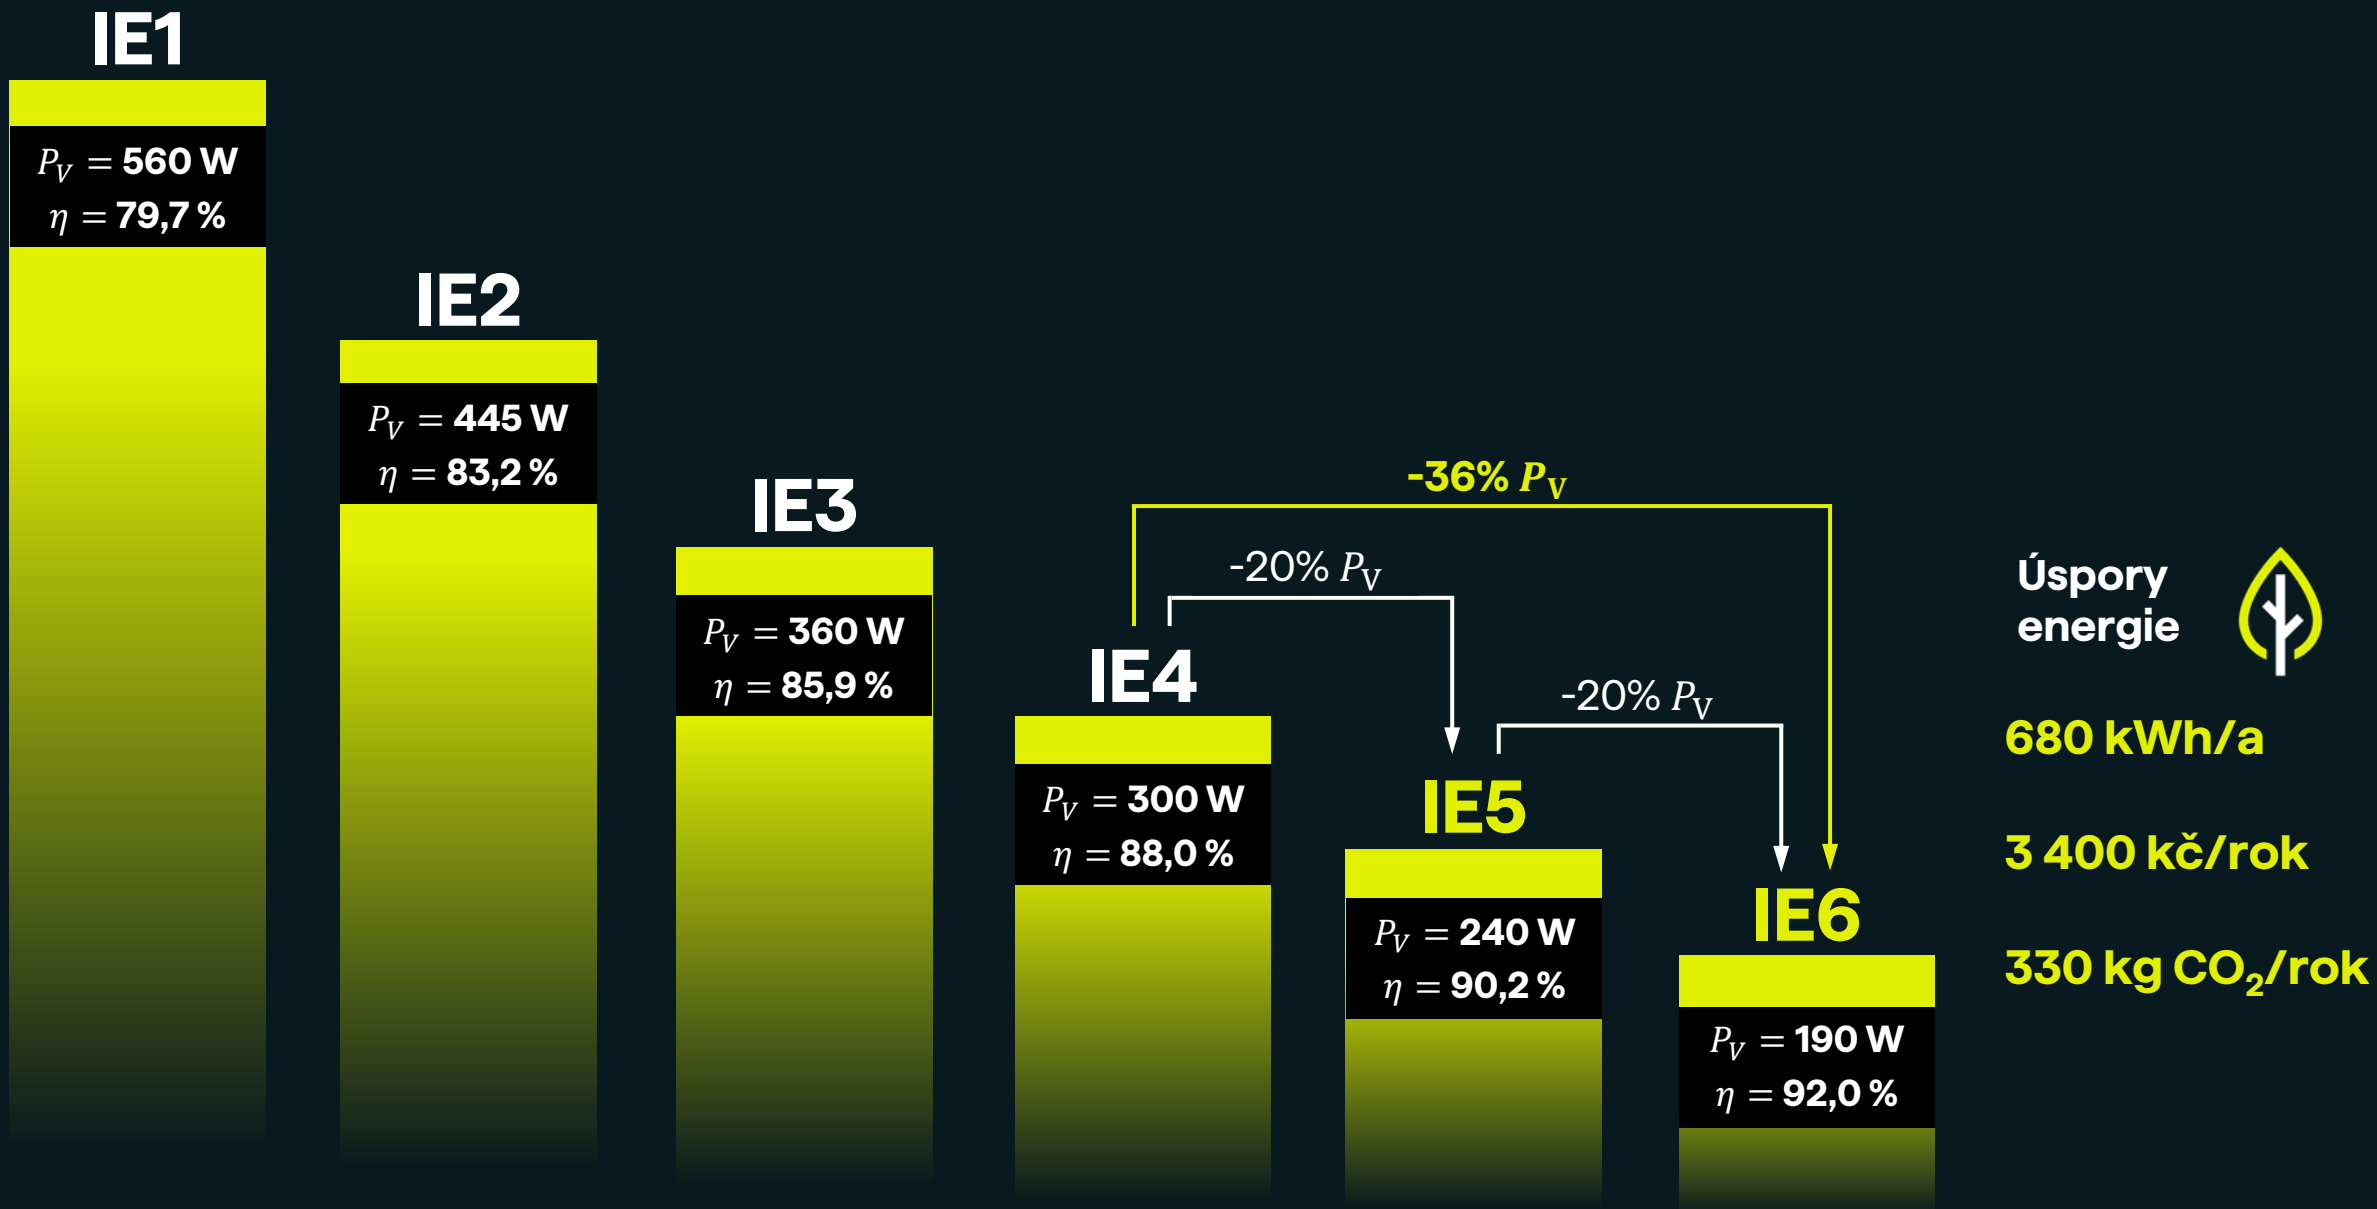 IE1
P_V = 560 W
η = 79,7 %
IE2
P_V = 445 W
η = 83,2 %
IE3
P_V = 360 W
η = 85,9 %
-36% P_V
-20% P_V
IE4
P_V = 300 W
η = 88,0 %
-20% P_V
IE5
P_V = 240 W
η = 90,2 %
IE6
P_V = 190 W
η = 92,0 %
Úspory
energie
680 kWh/a
3 400 kč/rok
330 kg CO₂/rok